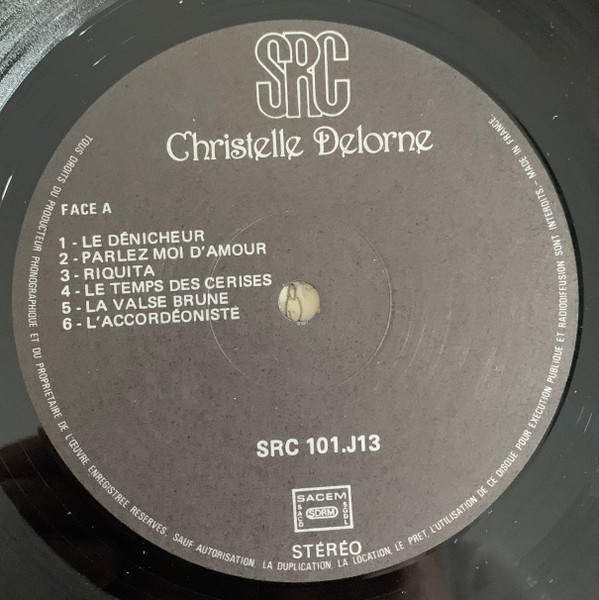 SRC
Christelle Delorne
FACE A
1 - LE DÉNICHEUR
2 - PARLEZ MOI D'AMOUR
3 - RIQUITA
4 - LE TEMPS DES CERISES
5 - LA VALSE BRUNE
6 - L'ACCORDÉONISTE
SRC 101.J13
SACEM
SACD
SDRM
SGDL
STÉRÉO
TOUS DROITS DU PRODUCTEUR PHONOGRAPHIQUE ET DU PROPRIETAIRE DE L'ŒUVRE ENREGISTREE RESERVES, SAUF AUTORISATION, LA DUPLICATION, LA LOCATION, LE PRET, L'UTILISATION DE CE DISQUE POUR EXECUTION PUBLIQUE ET RADIODIFFUSION SONT INTERDITS. - MADE IN FRANCE.